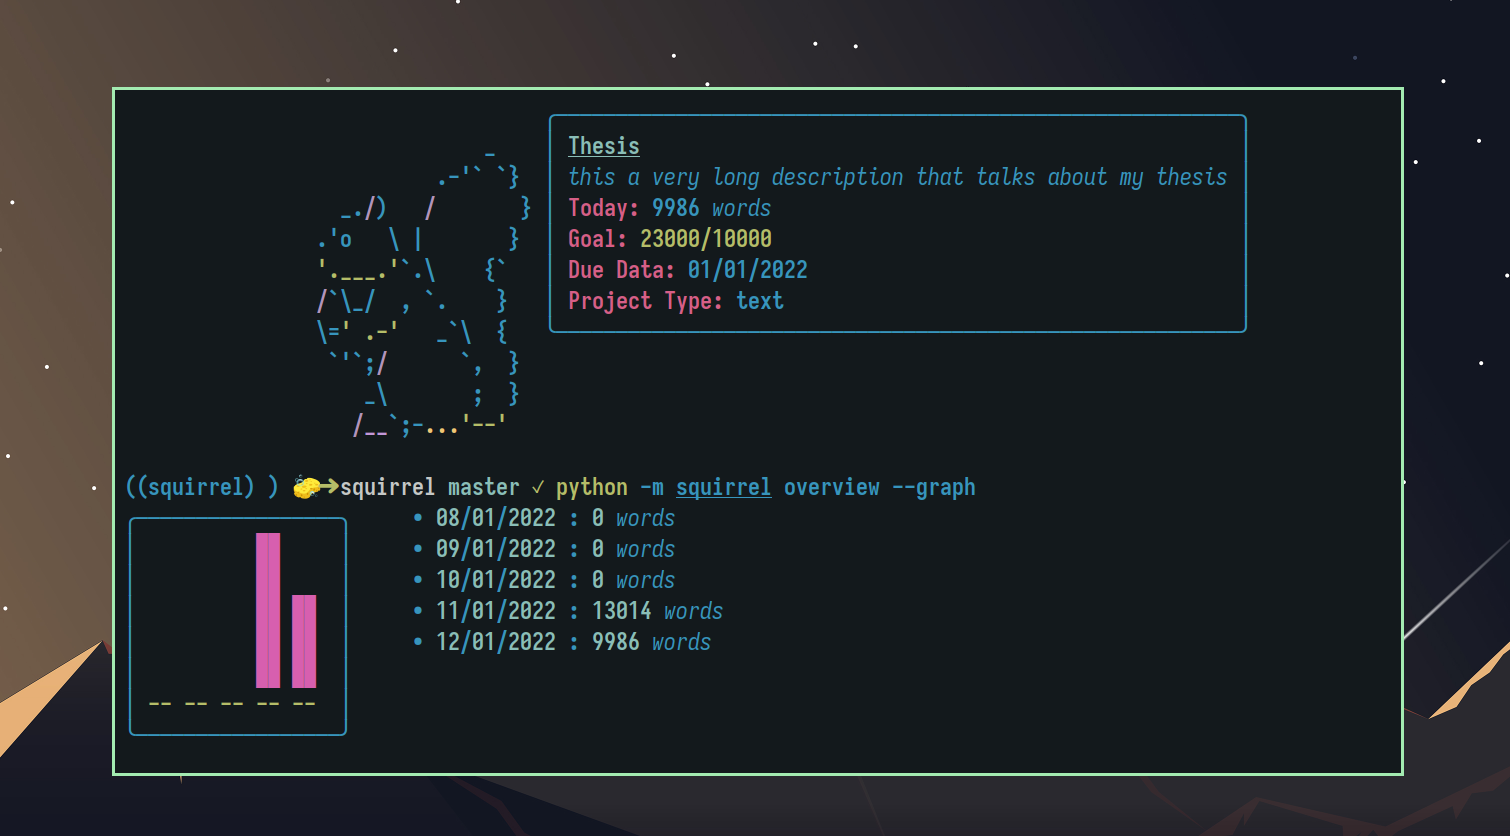 Thesis
this a very long description that talks about my thesis
Today: 9986 words
Goal: 23000/10000
Due Data: 01/01/2022
Project Type: text
((squirrel) ) ➜squirrel master ✓ python -m squirrel overview --graph
• 08/01/2022 : 0 words
• 09/01/2022 : 0 words
• 10/01/2022 : 0 words
• 11/01/2022 : 13014 words
• 12/01/2022 : 9986 words
-- -- -- -- --